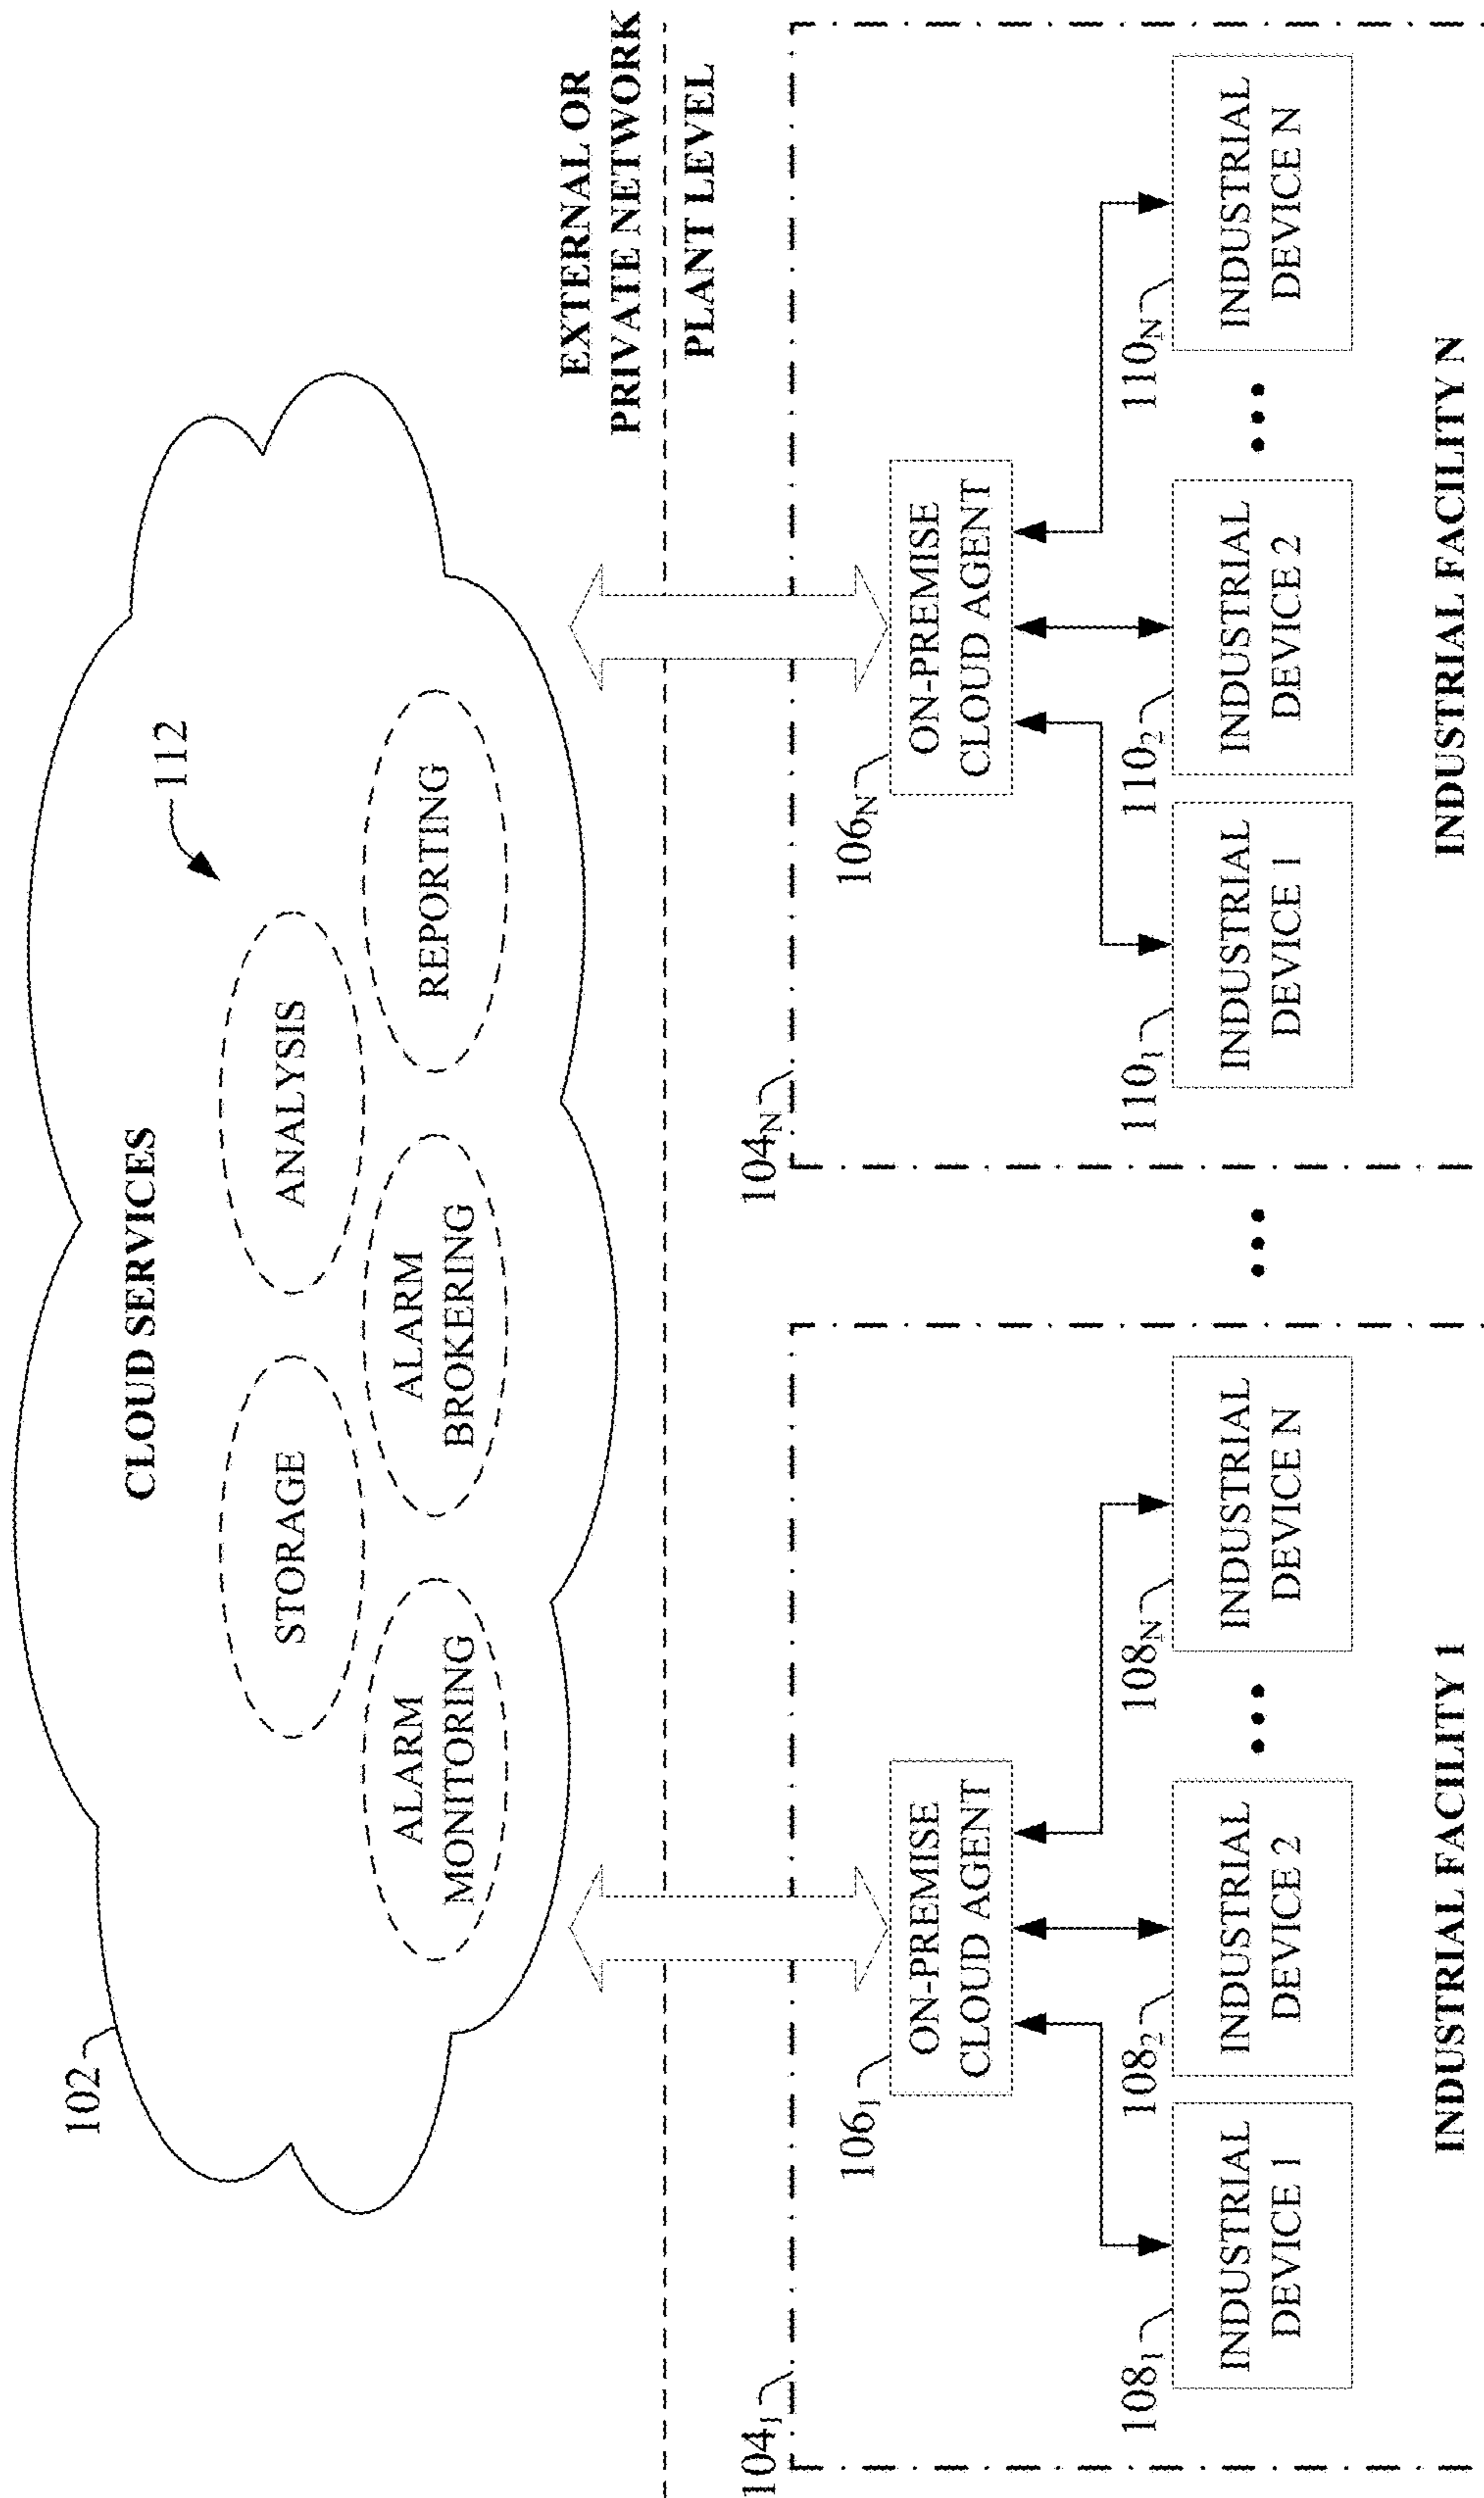 102
CLOUD SERVICES
112
STORAGE
ANALYSIS
ALARM
MONITORING
ALARM
BROKERING
REPORTING
EXTERNAL OR
PRIVATE NETWORK
PLANT LEVEL
104₁
106₁
ON-PREMISE
CLOUD AGENT
108₁
INDUSTRIAL
DEVICE 1
108₂
INDUSTRIAL
DEVICE 2
•••
108N
INDUSTRIAL
DEVICE N
INDUSTRIAL FACILITY 1
•••
104N
106N
ON-PREMISE
CLOUD AGENT
110₁
INDUSTRIAL
DEVICE 1
110₂
INDUSTRIAL
DEVICE 2
•••
110N
INDUSTRIAL
DEVICE N
INDUSTRIAL FACILITY N